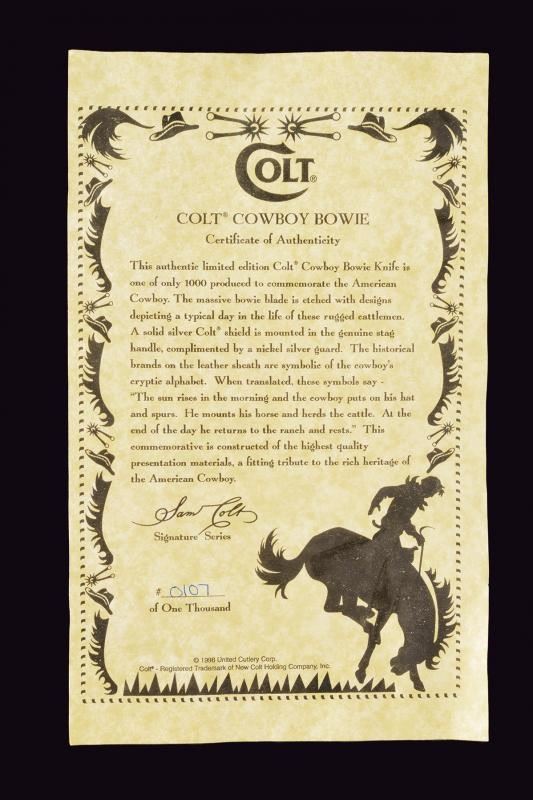 COLT®
COLT® COWBOY BOWIE
Certificate of Authenticity
This authentic limited edition Colt® Cowboy Bowie Knife is
one of only 1000 produced to commemorate the American
Cowboy. The massive bowie blade is etched with designs
depicting a typical day in the life of these rugged cattlemen.
A solid silver Colt® shield is mounted in the genuine stag
handle, complimented by a nickel silver guard. The historical
brands on the leather sheath are symbolic of the cowboy's
cryptic alphabet. When translated, these symbols say -
"The sun rises in the morning and the cowboy puts on his hat
and spurs. He mounts his horse and herds the cattle. At the
end of the day he returns to the ranch and rests." This
commemorative is constructed of the highest quality
presentation materials, a fitting tribute to the rich heritage of
the American Cowboy.
Sam Colt
Signature Series
# 0107
of One Thousand
© 1998 United Cutlery Corp.
Colt® - Registered Trademark of New Colt Holding Company, Inc.